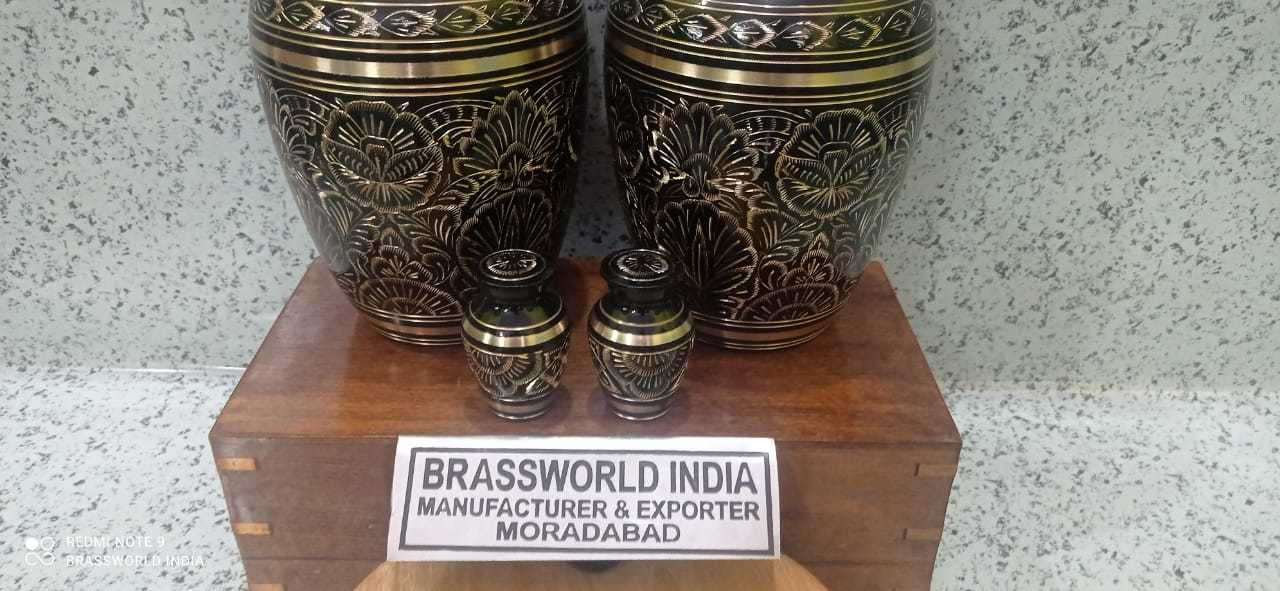 BRASSWORLD INDIA
MANUFACTURER & EXPORTER
MORADABAD
REDMI NOTE 9
BRASSWORLD INDIA